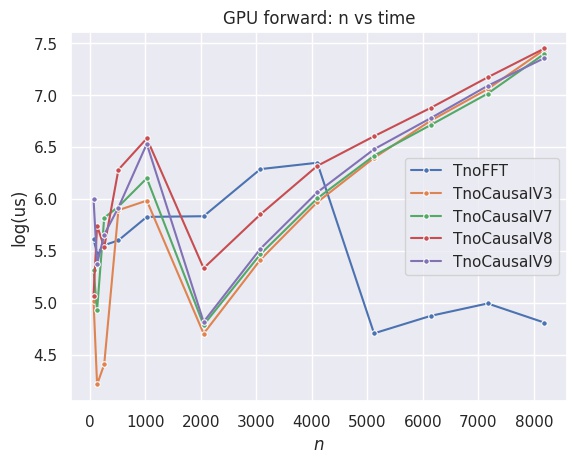 GPU forward: n vs time
log(us)
7.5
7.0
6.5
6.0
5.5
5.0
4.5
0 1000 2000 3000 4000 5000 6000 7000 8000
n
TnoFFT
TnoCausalV3
TnoCausalV7
TnoCausalV8
TnoCausalV9